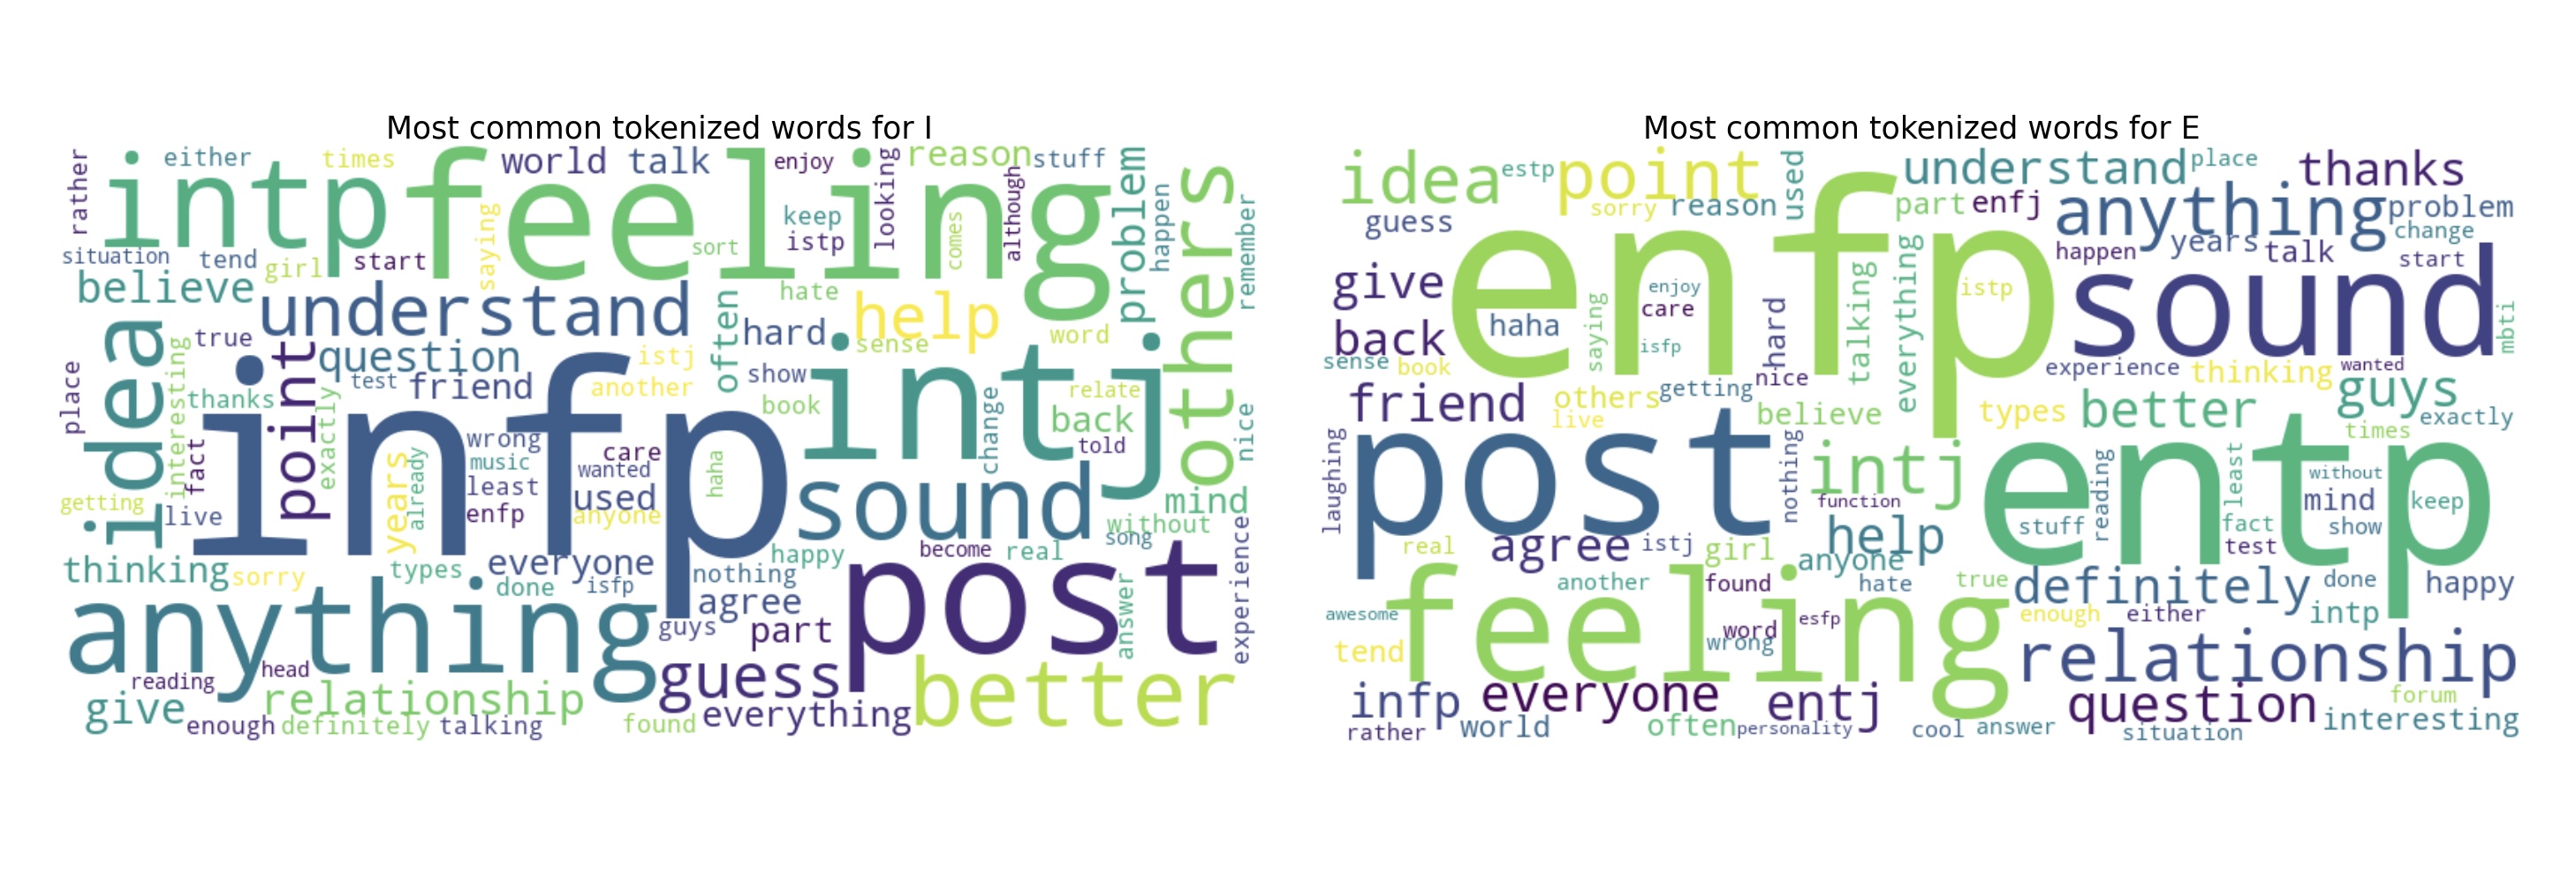 Most common tokenized words for I
rather
either
times
world
talk
enjoy
looking
reason
stuff
problem
others
intp
feeling
saying
keep
istp
although
comes
happen
remember
situation
tend
girl
start
sort
believe
understand
hate
often
help
hard
sense
word
idea
interesting
true
question
point
istj
place
thanks
test
friend
another
show
intj
book
relate
change
back
told
nice
exactly
fact
infp
wrong
care
music
wanted
haha
least
used
enfp
anyone
years
already
getting
live
sound
mind
without
song
thinking
sorry
types
everyone
done
isfp
happy
become
real
nothing
agree
experience
anything
guys
part
post
answer
reading
head
guess
better
give
relationship
enough
definitely
talking
found
everything
Most common tokenized words for E
idea
estp
point
used
understand
place
thanks
sorry
reason
part
enfj
anything
problem
guess
change
years
happen
talk
start
give
enfp
enjoy
care
istp
everything
talking
sound
mbti
back
haha
saying
isfp
hard
sense
book
experience
thinking
wanted
getting
nice
guys
friend
others
live
believe
types
better
exactly
times
laughing
post
nothing
intj
entp
function
reading
least
without
mind
keep
stuff
fact
show
test
help
real
agree
istj
girl
anyone
another
found
hate
true
definitely
done
happy
awesome
feeling
esfp
enough
either
intp
word
wrong
tend
relationship
infp
everyone
entj
question
forum
interesting
rather
world
often
personality
cool
answer
situation